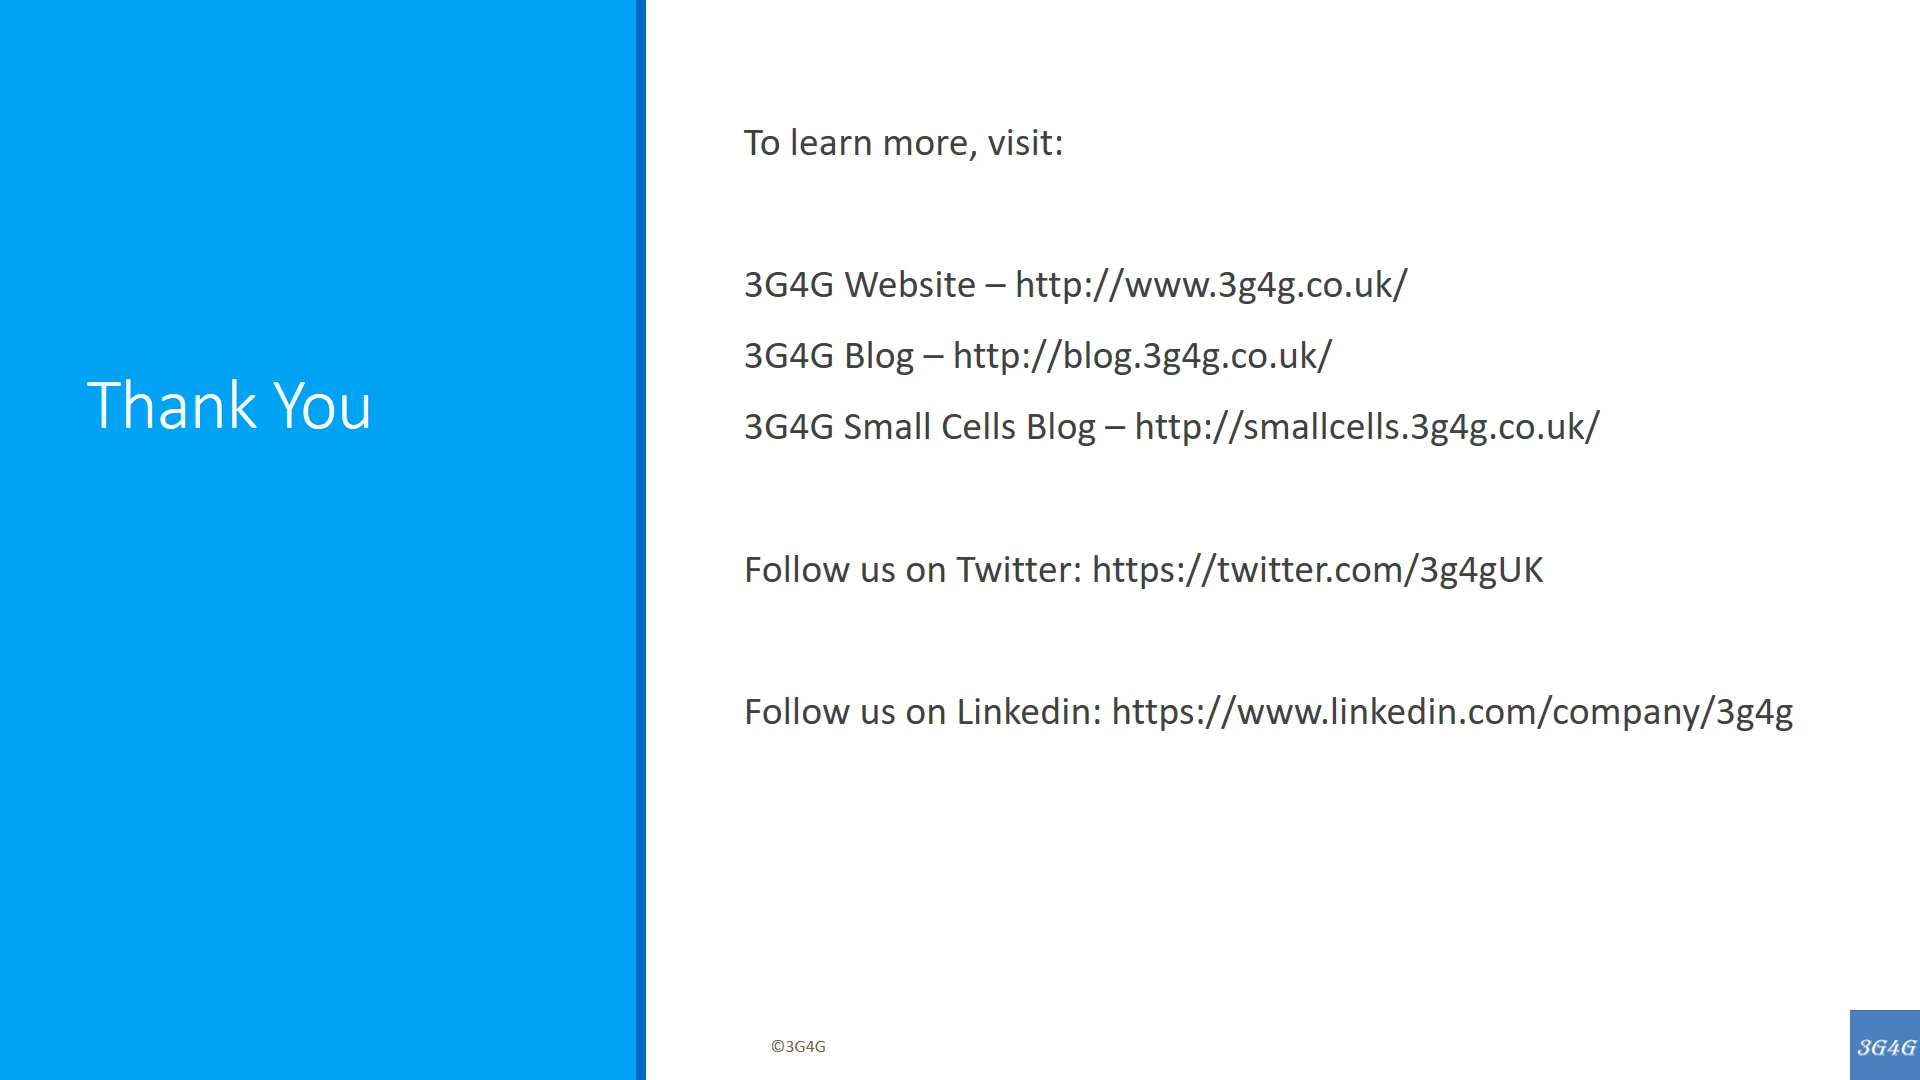 Thank You
To learn more, visit:
3G4G Website – http://www.3g4g.co.uk/
3G4G Blog – http://blog.3g4g.co.uk/
3G4G Small Cells Blog – http://smallcells.3g4g.co.uk/
Follow us on Twitter: https://twitter.com/3g4gUK
Follow us on Linkedin: https://www.linkedin.com/company/3g4g
©3G4G
3G4G